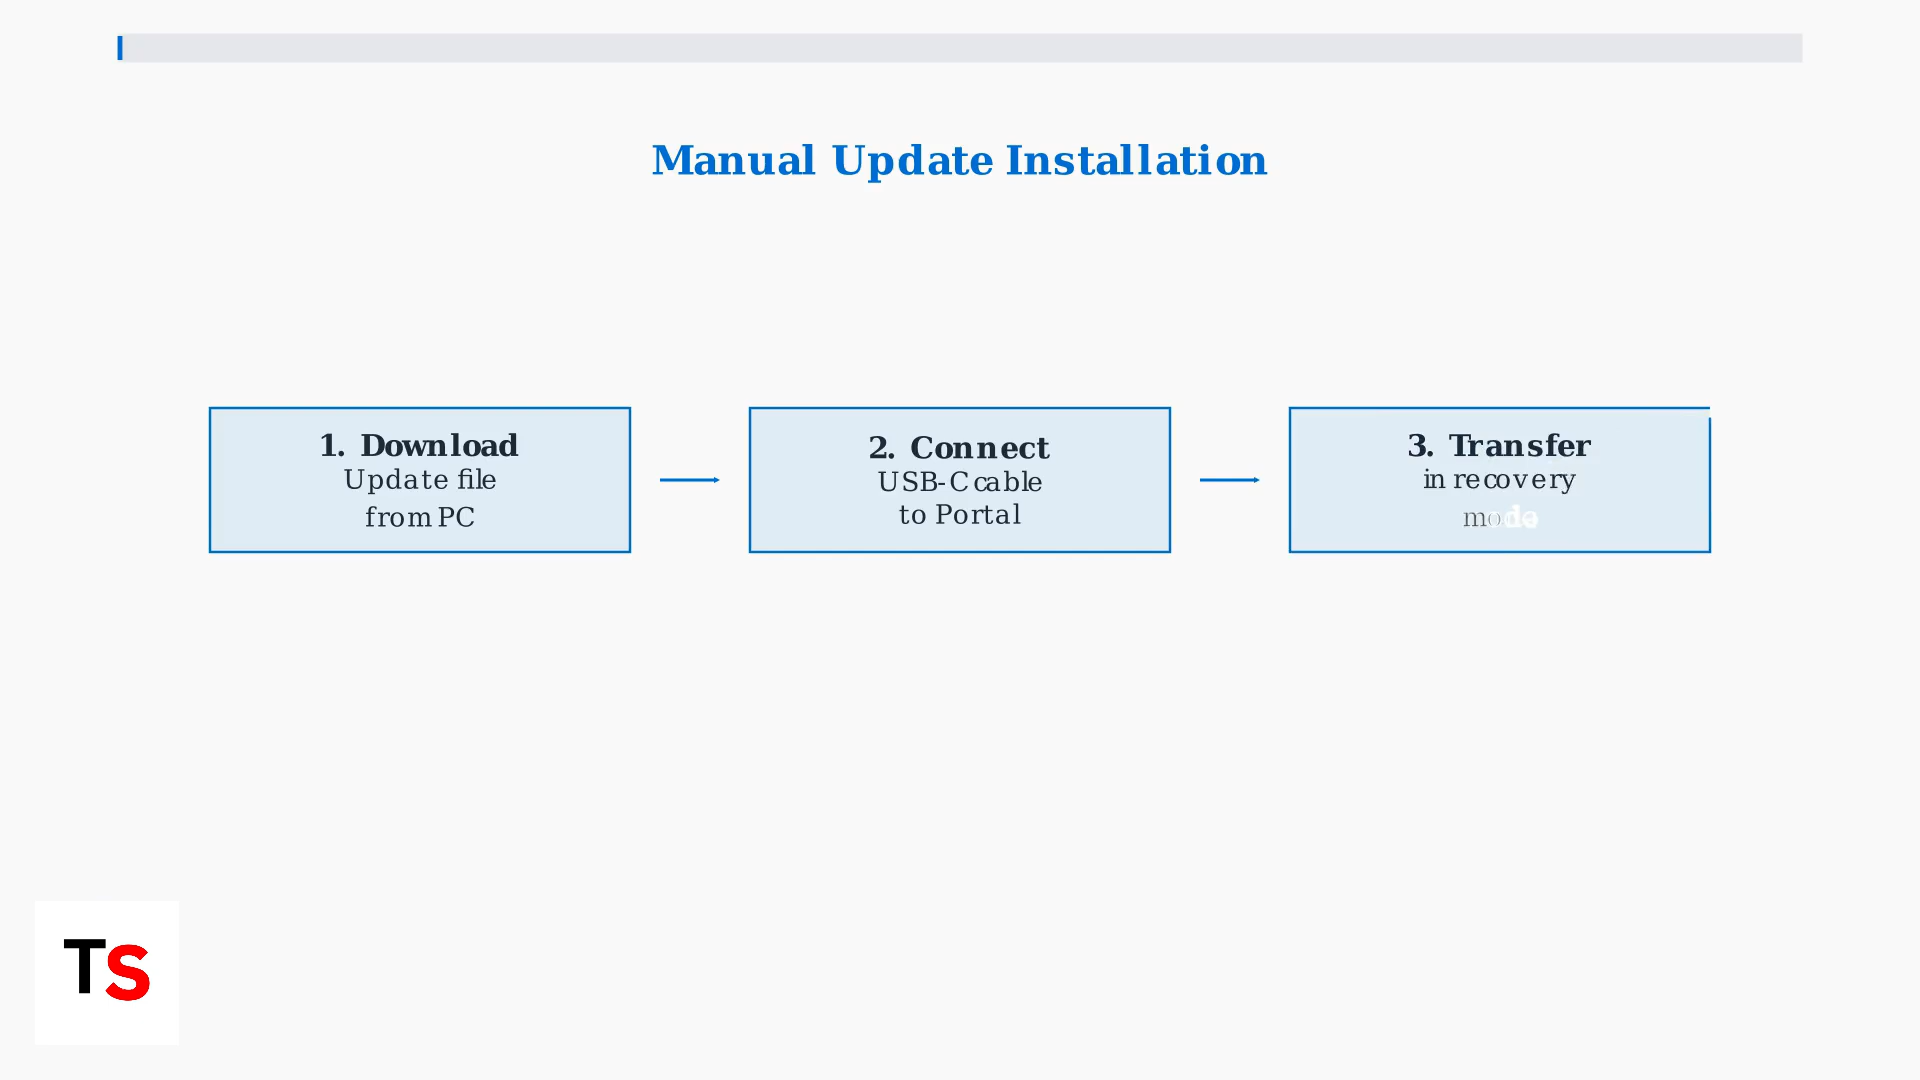 Manual Update Installation
1. Download
Update file
from PC
2. Connect
USB-C cable
to Portal
3. Transfer
in recovery
mode
TS